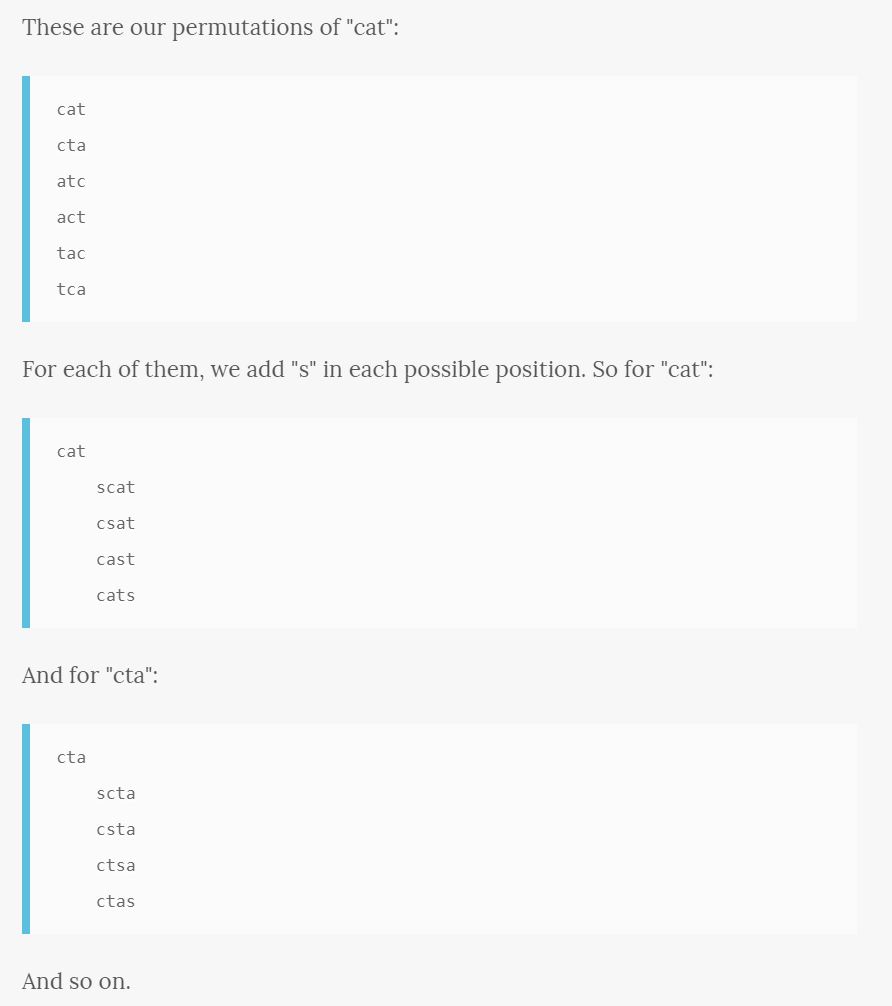 These are our permutations of "cat":
cat
cta
atc
act
tac
tca
For each of them, we add "s" in each possible position. So for "cat":
cat
scat
csat
cast
cats
And for "cta":
cta
scta
csta
ctsa
ctas
And so on.